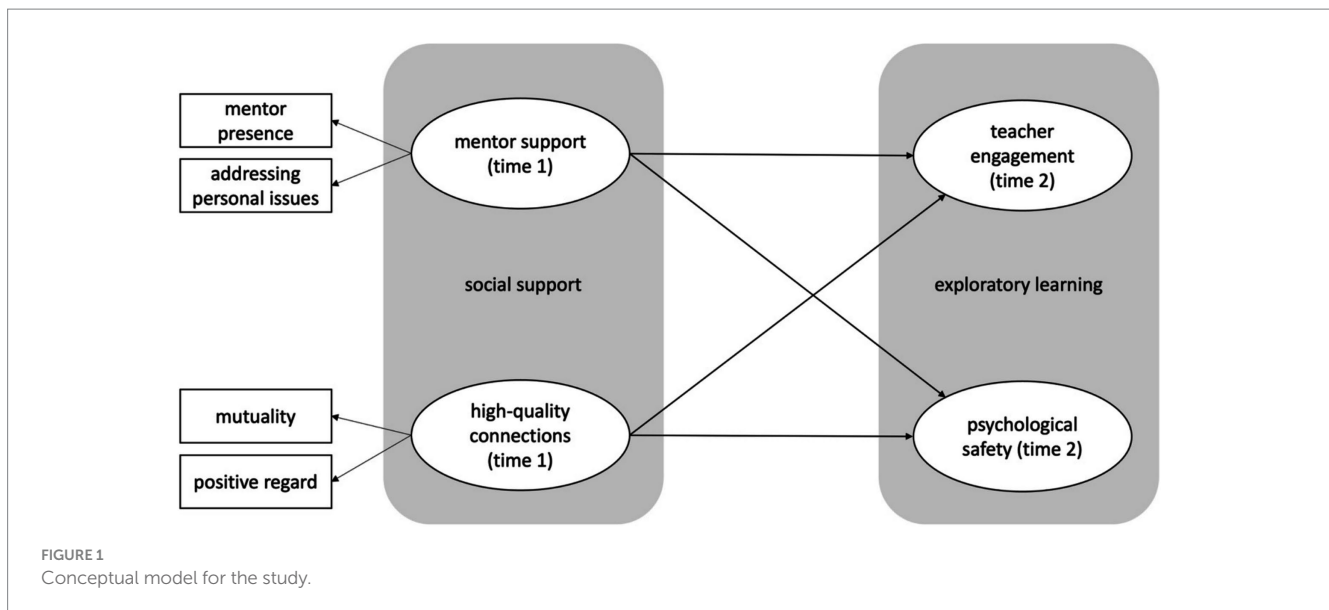 mentor
presence
addressing
personal issues
mentor support
(time 1)
teacher
engagement
(time 2)
social support
exploratory learning
mutuality
positive regard
high-quality
connections
(time 1)
psychological
safety (time 2)
FIGURE 1
Conceptual model for the study.